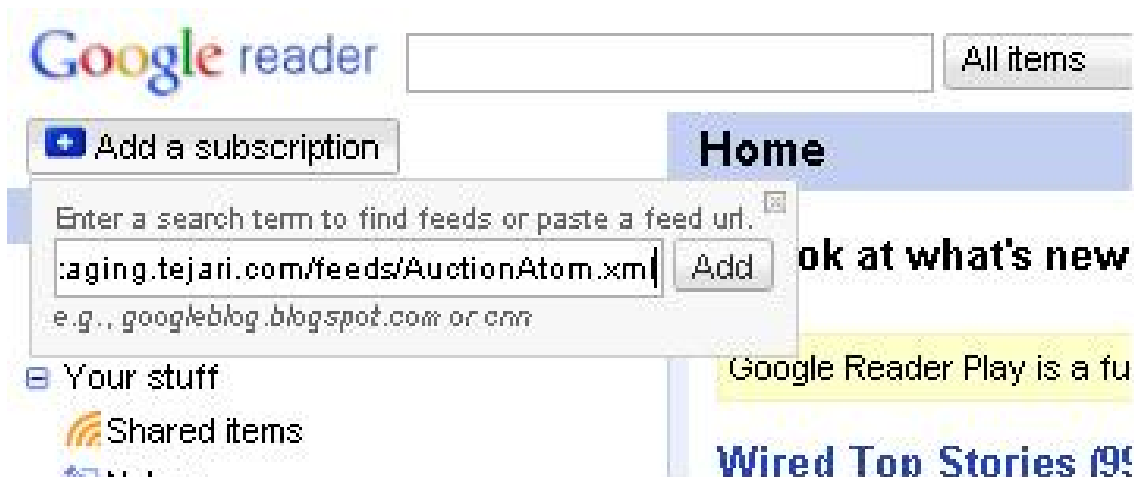 Google reader
All items
Add a subscription
Home
Enter a search term to find feeds or paste a feed url.
:aging.tejari.com/feeds/AuctionAtom.xml
Add
ok at what's new
e.g., googleblog.blogspot.com or cnn
Google Reader Play is a fu
Your stuff
Shared items
Wired Top Stories (99